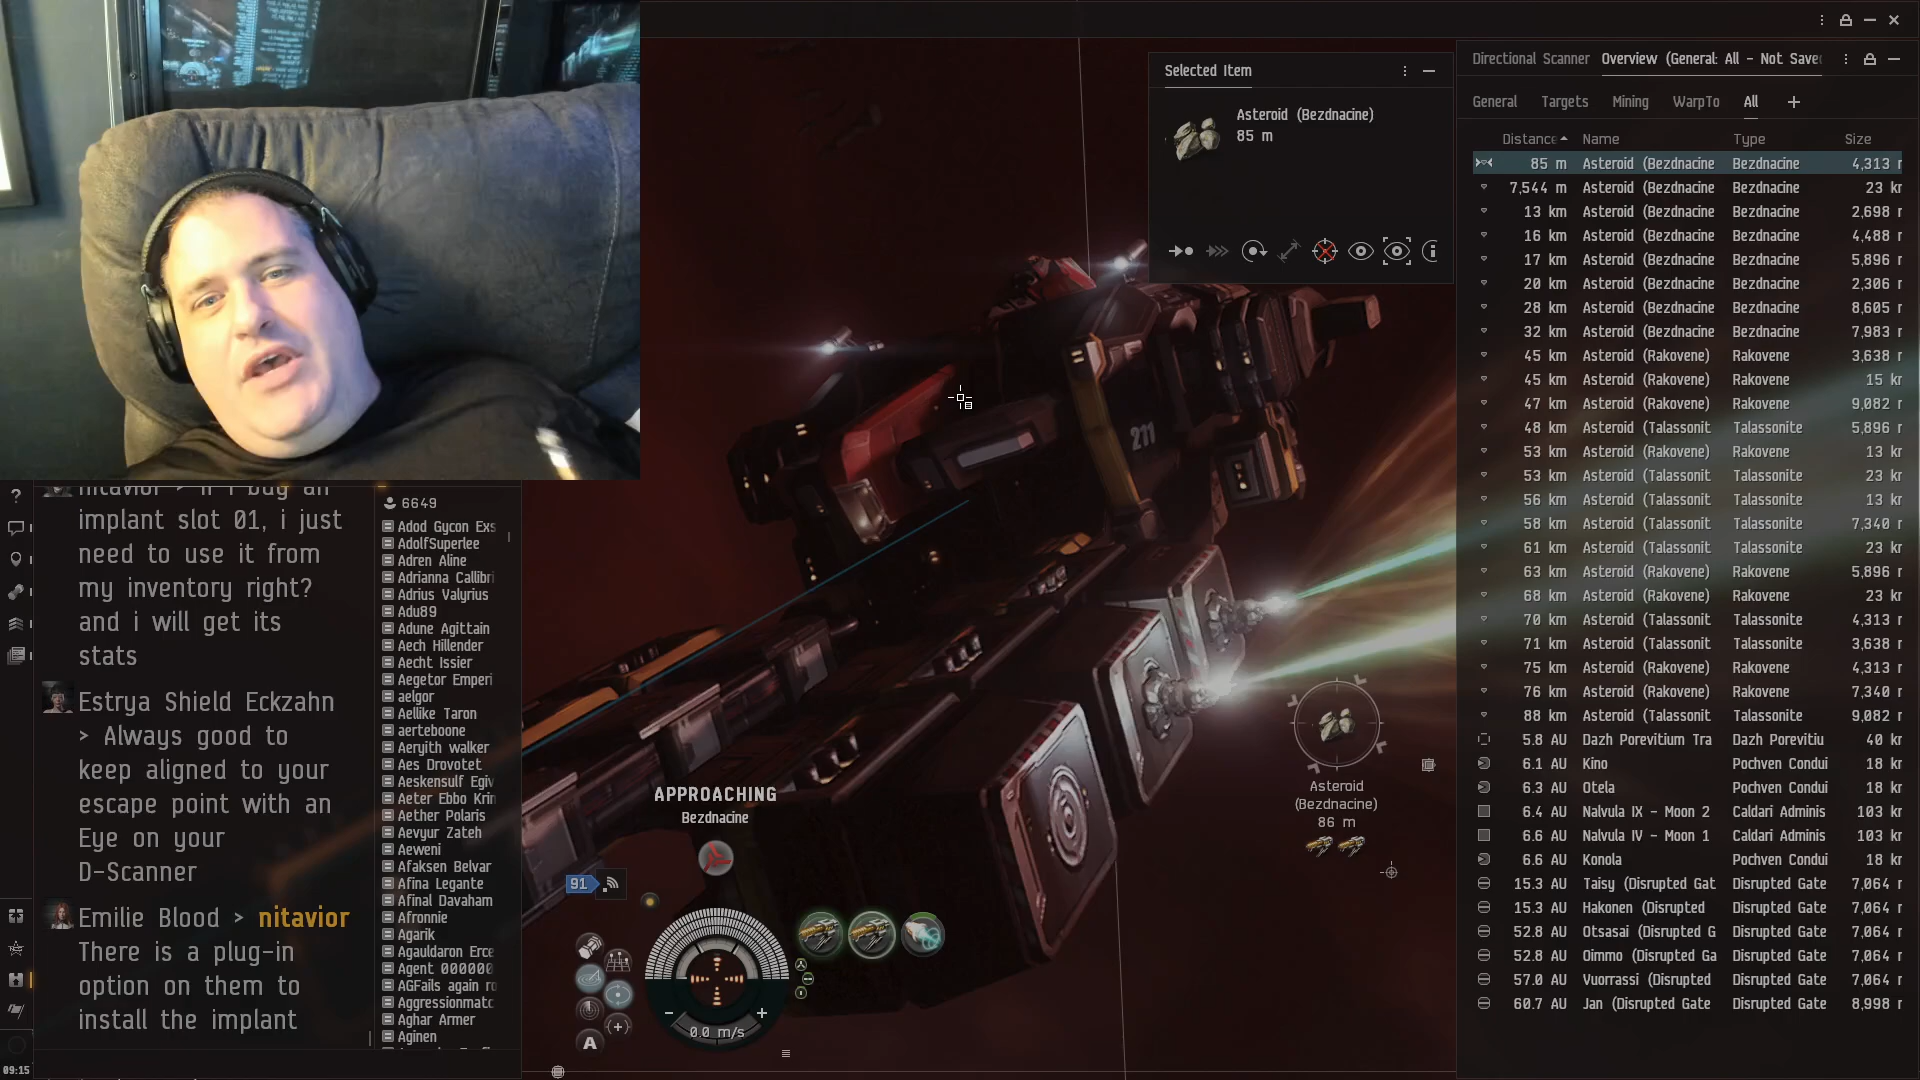 Selected Item
Asteroid (Bezdnacine)
85 m
Directional Scanner
Overview (General: All - Not Save
General Targets Mining WarpTo All
Distance Name Type Size
85 m Asteroid (Bezdnacine Bezdnacine 4,313
7,544 m Asteroid (Bezdnacine Bezdnacine 23 k
13 km Asteroid (Bezdnacine Bezdnacine 2,698
16 km Asteroid (Bezdnacine Bezdnacine 4,488
17 km Asteroid (Bezdnacine Bezdnacine 5,896
20 km Asteroid (Bezdnacine Bezdnacine 2,306
28 km Asteroid (Bezdnacine Bezdnacine 8,605
32 km Asteroid (Bezdnacine Bezdnacine 7,983
45 km Asteroid (Rakovene) Rakovene 3,638
45 km Asteroid (Rakovene) Rakovene 15 k
47 km Asteroid (Rakovene) Rakovene 9,082
48 km Asteroid (Talassonit Talassonite 5,896
53 km Asteroid (Rakovene) Rakovene 13 k
53 km Asteroid (Talassonit Talassonite 23 k
56 km Asteroid (Talassonit Talassonite 13 k
58 km Asteroid (Talassonit Talassonite 7,340
61 km Asteroid (Talassonit Talassonite 23 k
63 km Asteroid (Rakovene) Rakovene 5,896
68 km Asteroid (Rakovene) Rakovene 23 k
70 km Asteroid (Talassonit Talassonite 4,313
71 km Asteroid (Talassonit Talassonite 3,638
75 km Asteroid (Rakovene) Rakovene 4,313
76 km Asteroid (Rakovene) Rakovene 7,340
88 km Asteroid (Talassonit Talassonite 9,082
5.8 AU Dazh Porevitium Tra Dazh Porevitiu 40 k
6.1 AU Kino Pochven Condui 18 k
6.3 AU Otela Pochven Condui 18 k
6.4 AU Nalvula IX - Moon 2 Caldari Adminis 103 k
6.6 AU Nalvula IV - Moon 1 Caldari Adminis 103 k
6.6 AU Konola Pochven Condui 18 k
15.3 AU Taisy (Disrupted Gat Disrupted Gate 7,064
15.3 AU Hakonen (Disrupted Disrupted Gate 7,064
52.8 AU Otsasai (Disrupted G Disrupted Gate 7,064
52.8 AU Oimmo (Disrupted Ga Disrupted Gate 7,064
57.0 AU Vuorrassi (Disrupted Disrupted Gate 7,064
60.7 AU Jan (Disrupted Gate Disrupted Gate 8,998
nitavior > if i buy an
implant slot 01, i just
need to use it from
my inventory right?
and i will get its
stats
Estrya Shield Eckzahn
> Always good to
keep aligned to your
escape point with an
Eye on your
D-Scanner
Emilie Blood > nitavior
There is a plug-in
option on them to
install the implant
6649
Adod Gycon Exs
AdolfSuperlee
Adren Aline
Adrianna Callibri
Adrius Valyrius
Adu89
Adune Agittain
Aech Hillender
Aecht Issier
Aegetor Emperi
aelgor
Aellike Taron
aerteboone
Aeryith walker
Aes Drovotet
Aeskensulf Egiv
Aeter Ebbo Krin
Aether Polaris
Aevyur Zateh
Aeweni
Afaksen Belvar
Afina Legante
Afinal Davaham
Afronnie
Agarik
Agauldaron Erce
Agent 000000
AGFails again ro
Aggressionmatc
Aghar Armer
Aginen
211
APPROACHING
Bezdnacine
91
0.0 m/s
A
Asteroid
(Bezdnacine)
86 m
09:15